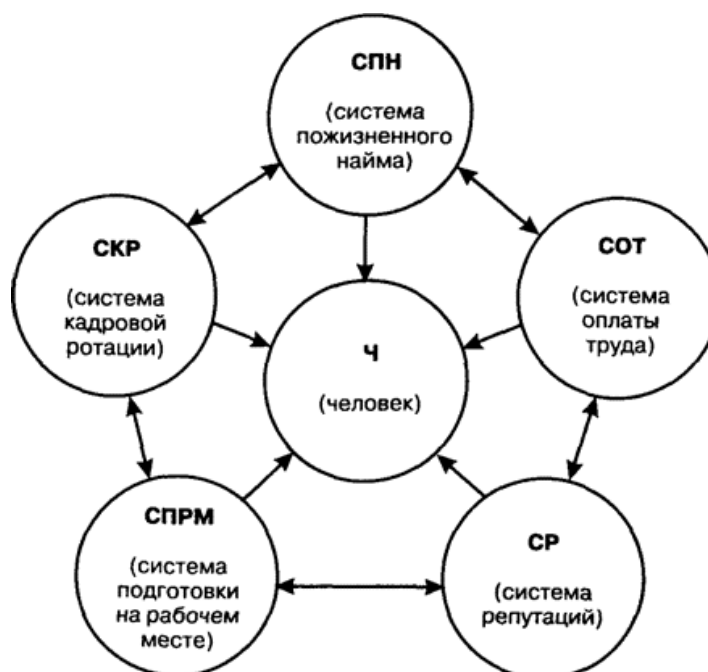 СПН
(система
пожизненного
найма)
СКР
(система
кадровой
ротации)
СОТ
(система
оплаты
труда)
Ч
(человек)
СПРМ
(система
подготовки
на рабочем
месте)
СР
(система
репутаций)